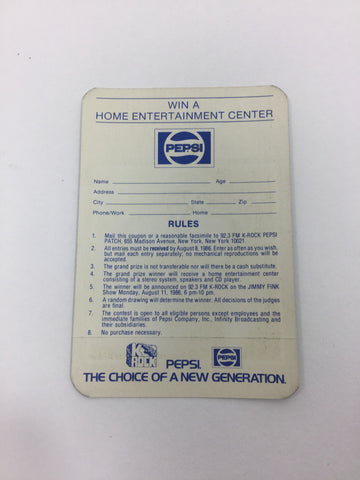 WIN A
HOME ENTERTAINMENT CENTER
PEPSI
Name Age
Address
City State Zip
Phone/Work Home
RULES
1. Mail this coupon or a reasonable facsimile to 92.3 FM K-ROCK PEPSI
PATCH, 655 Madison Avenue, New York, New York 10021.
2. All entries must be received by August 8, 1986. Enter as often as you wish,
but mail each entry separately; no mechanical reproductions will be
accepted.
3. The grand prize is not transferable nor will there be a cash substitute.
4. The grand prize winner will receive a home entertainment center
consisting of a stereo system, speakers and CD player.
5. The winner will be announced on 92.3 FM K-ROCK on the JIMMY FINK
Show Monday, August 11, 1986, 6 pm-10 pm.
6. A random drawing will determine the winner. All decisions of the judges
are final.
7. The contest is open to all eligible persons except employees and the
immediate families of Pepsi Company, Inc., Infinity Broadcasting and
their subsidiaries.
8. No purchase necessary.
K ROCK PEPSI. PEPSI
THE CHOICE OF A NEW GENERATION.